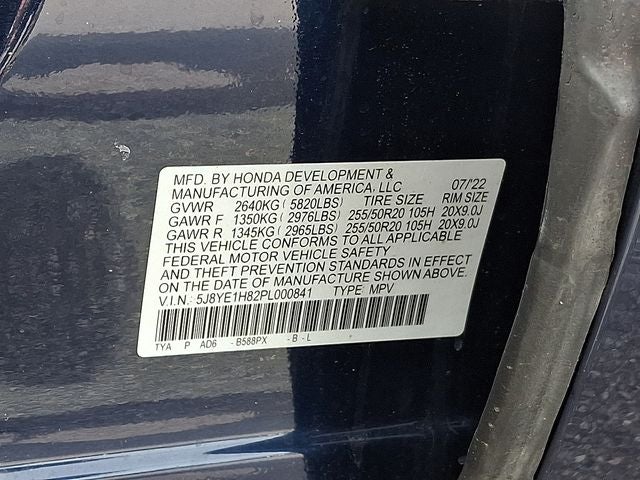 MFD. BY HONDA DEVELOPMENT &
MANUFACTURING OF AMERICA, LLC 07/'22
GVWR 2640KG (5820LBS) TIRE SIZE RIM SIZE
GAWR F 1350KG (2976LBS) 255/50R20 105H 20X9.0J
GAWR R 1345KG (2965LBS) 255/50R20 105H 20X9.0J
THIS VEHICLE CONFORMS TO ALL APPLICABLE
FEDERAL MOTOR VEHICLE SAFETY
AND THEFT PREVENTION STANDARDS IN EFFECT
ON THE DATE OF MANUFACTURE SHOWN ABOVE.
V.I.N.: 5J8YE1H82PL000841 TYPE: MPV
TYA P AD6 - B588PX - B - L